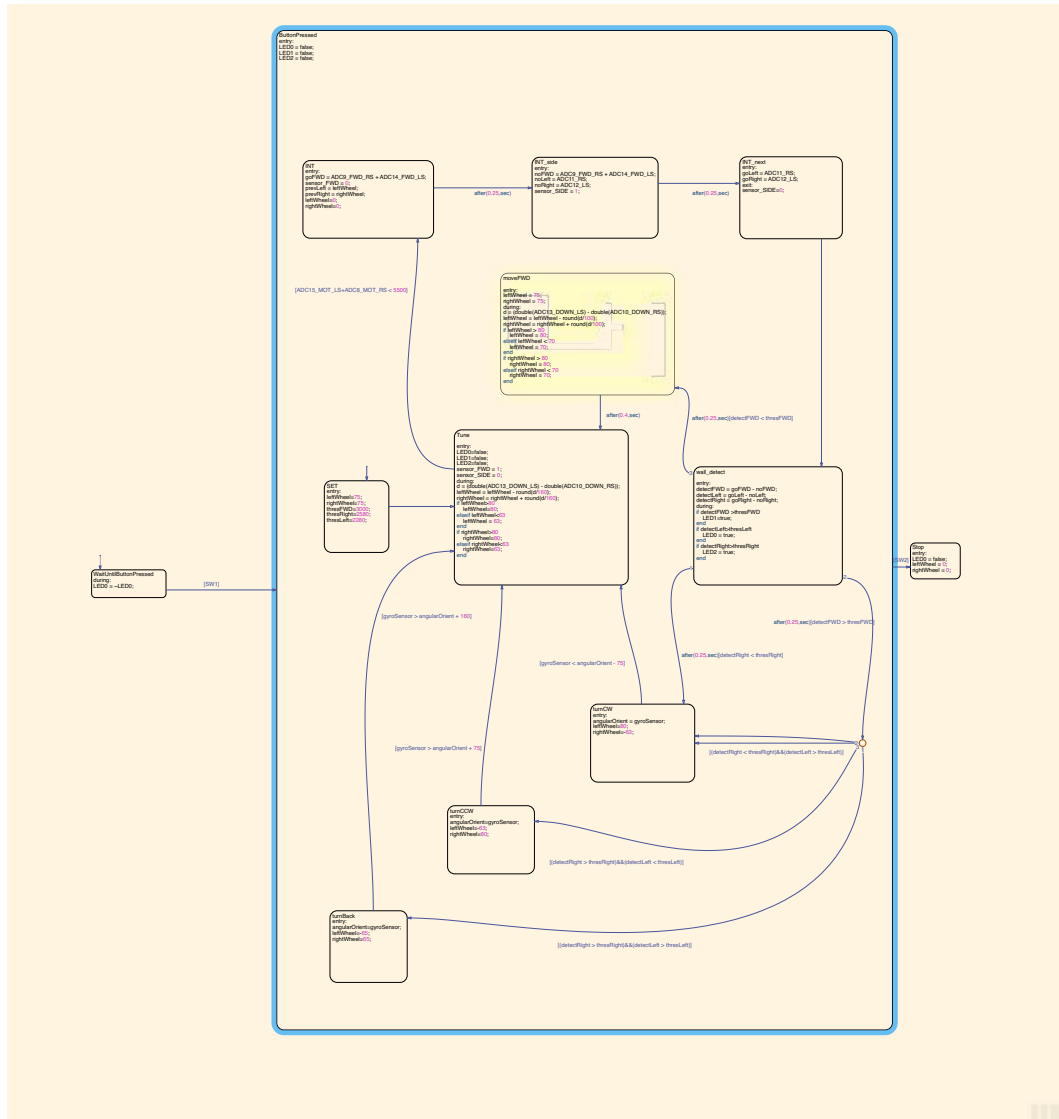 ButtonPressed
entry:
LED0 = false;
LED1 = false;
LED2 = false;
INT
entry:
goFWD = ADC9_FWD_RS + ADC14_FWD_LS;
sensor_FWD = 0;
prevLeft = leftWheel;
prevRight = rightWheel;
leftWheel=0;
rightWheel=0;
after(0.25,sec)
INT_side
entry:
noFWD = ADC9_FWD_RS + ADC14_FWD_LS;
noLeft = ADC11_RS;
noRight = ADC12_LS;
sensor_SIDE = 1;
after(0.25,sec)
INT_next
entry:
goLeft = ADC11_RS;
goRight = ADC12_LS;
exit:
sensor_SIDE=0;
[ADC15_MOT_LS+ADC8_MOT_RS < 5500]
moveFWD
entry:
leftWheel = 75;
rightWheel = 75;
during:
d = (double(ADC13_DOWN_LS) - double(ADC10_DOWN_RS));
leftWheel = leftWheel - round(d/100);
rightWheel = rightWheel + round(d/100);
if leftWheel > 80
leftWheel = 80;
elseif leftWheel < 70
leftWheel = 70;
end
if rightWheel > 80
rightWheel = 80;
elseif rightWheel < 70
rightWheel = 70;
end
after(0.4,sec)
after(0.25,sec)[detectFWD < thresFWD]
Tune
entry:
LED0=false;
LED1=false;
LED2=false;
sensor_FWD = 1;
sensor_SIDE = 0;
during:
d = (double(ADC13_DOWN_LS) - double(ADC10_DOWN_RS));
leftWheel = leftWheel - round(d/160);
rightWheel = rightWheel + round(d/160);
if leftWheel>80
leftWheel=80;
elseif leftWheel<63
leftWheel = 63;
end
if rightWheel>80
rightWheel=80;
elseif rightWheel<63
rightWheel=63;
end
SET
entry:
leftWheel=75;
rightWheel=75;
thresFWD=3000;
thresRight=2580;
thresLeft=2280;
wall_detect
entry:
detectFWD = goFWD - noFWD;
detectLeft = goLeft - noLeft;
detectRight = goRight - noRight;
during:
if detectFWD >thresFWD
LED1=true;
end
if detectLeft>thresLeft
LED0 = true;
end
if detectRight>thresRight
LED2 = true;
end
WaitUntilButtonPressed
during:
LED0 = ~LED0;
[SW1]
[SW2]
Stop
entry:
LED0 = false;
leftWheel = 0;
rightWheel = 0;
[gyroSensor > angularOrient + 160]
after(0.25,sec)[detectFWD > thresFWD]
[gyroSensor < angularOrient - 75]
after(0.25,sec)[detectRight < thresRight]
turnCW
entry:
angularOrient = gyroSensor;
leftWheel=80;
rightWheel=-63;
[gyroSensor > angularOrient + 75]
[(detectRight < thresRight)&&(detectLeft > thresLeft)]
turnCCW
entry:
angularOrient=gyroSensor;
leftWheel=-63;
rightWheel=80;
[(detectRight > thresRight)&&(detectLeft < thresLeft)]
turnBack
entry:
angularOrient=gyroSensor;
leftWheel=-65;
rightWheel=65;
[(detectRight > thresRight)&&(detectLeft > thresLeft)]